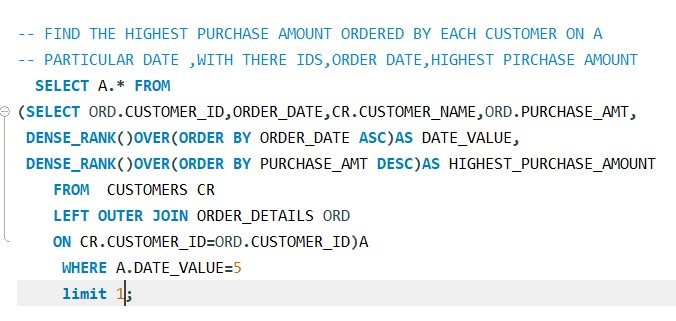 -- FIND THE HIGHEST PURCHASE AMOUNT ORDERED BY EACH CUSTOMER ON A
-- PARTICULAR DATE ,WITH THERE IDS,ORDER DATE,HIGHEST PIRCHASE AMOUNT
SELECT A.* FROM
(SELECT ORD.CUSTOMER_ID,ORDER_DATE,CR.CUSTOMER_NAME,ORD.PURCHASE_AMT,
DENSE_RANK()OVER(ORDER BY ORDER_DATE ASC)AS DATE_VALUE,
DENSE_RANK()OVER(ORDER BY PURCHASE_AMT DESC)AS HIGHEST_PURCHASE_AMOUNT
FROM  CUSTOMERS CR
LEFT OUTER JOIN ORDER_DETAILS ORD
ON CR.CUSTOMER_ID=ORD.CUSTOMER_ID)A
WHERE A.DATE_VALUE=5
limit 1;